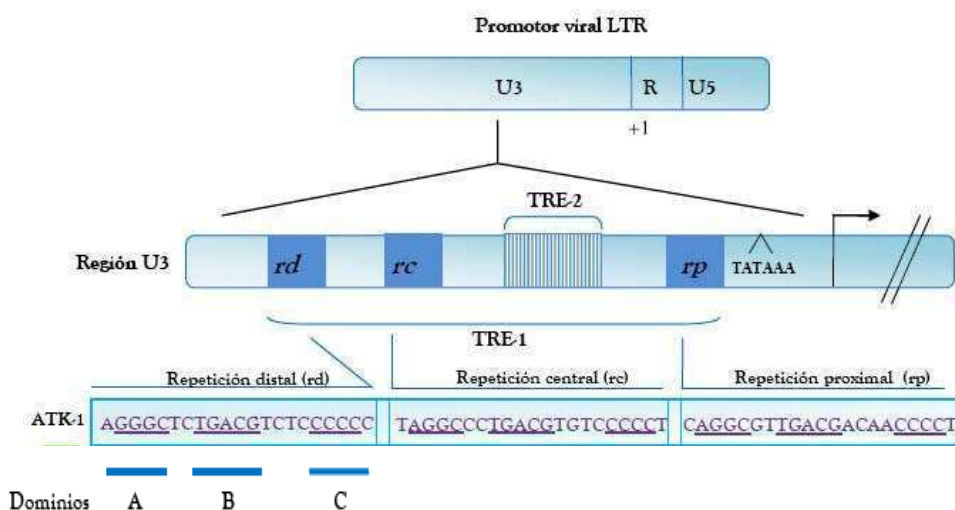 Promotor viral LTR
U3 R U5
+1
TRE-2
Región U3 rd rc rp TATAAA
TRE-1
Repetición distal (rd) Repetición central (rc) Repetición proximal (rp)
ATK-1 AGGGCTCTGACGTCTCCCCCC TAGGCCCTGACGTGTCCCCCT CAGGCGTTGACGACAACCCCT
Dominios A B C